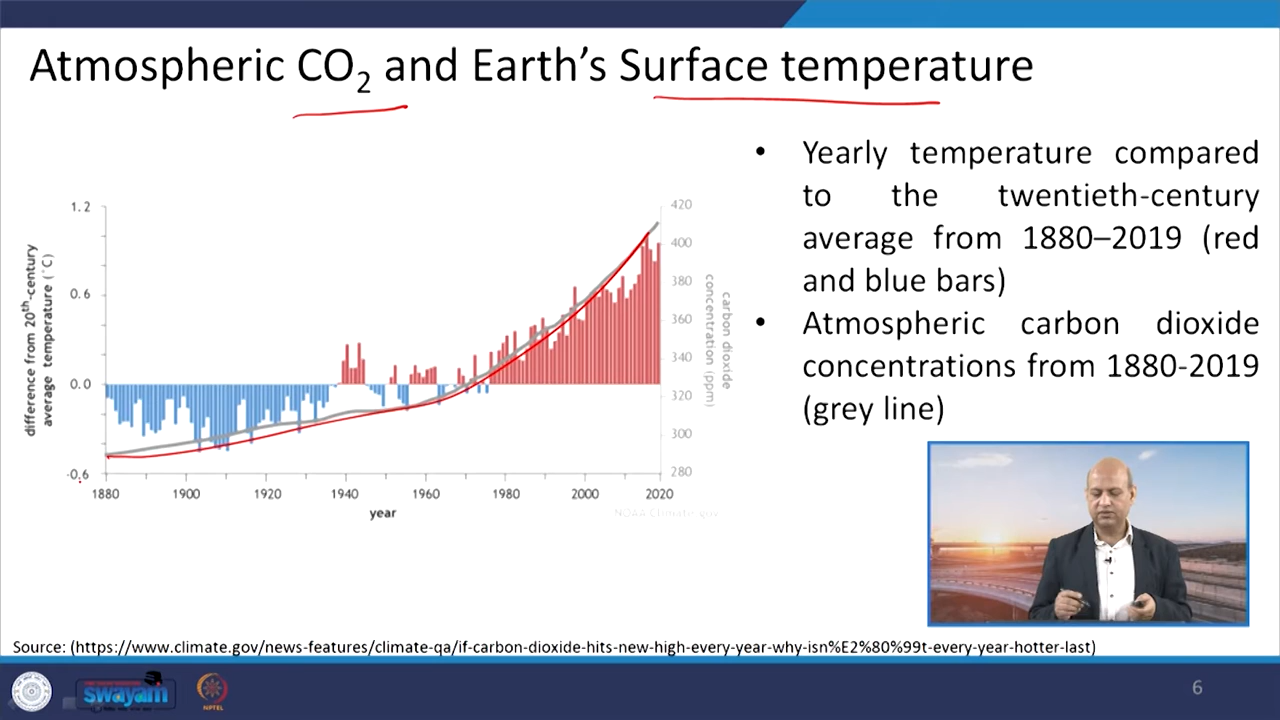 Atmospheric CO₂ and Earth's Surface temperature
• Yearly temperature compared
to the twentieth-century
average from 1880–2019 (red
and blue bars)
• Atmospheric carbon dioxide
concentrations from 1880-2019
(grey line)
difference from 20th-century
average temperature (°C)
1.2
0.6
0.0
-0.6
420
400
380
360
340
320
300
280
carbon dioxide
concentration (ppm)
1880 1900 1920 1940 1960 1980 2000 2020
year
NOAA Climate.gov
Source: (https://www.climate.gov/news-features/climate-qa/if-carbon-dioxide-hits-new-high-every-year-why-isn%E2%80%99t-every-year-hotter-last)
swayam
NPTEL
6